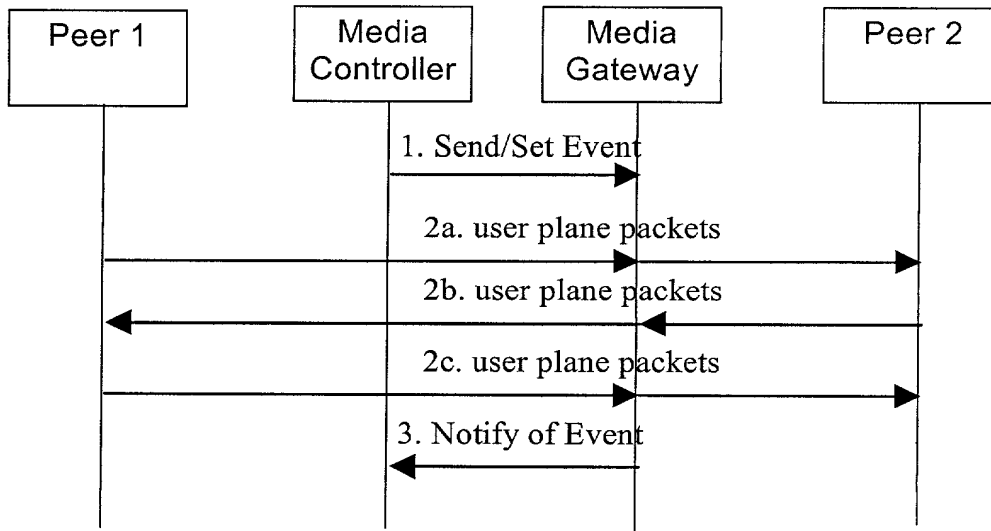 Peer 1
Media
Controller
Media
Gateway
Peer 2
1. Send/Set Event
2a. user plane packets
2b. user plane packets
2c. user plane packets
3. Notify of Event